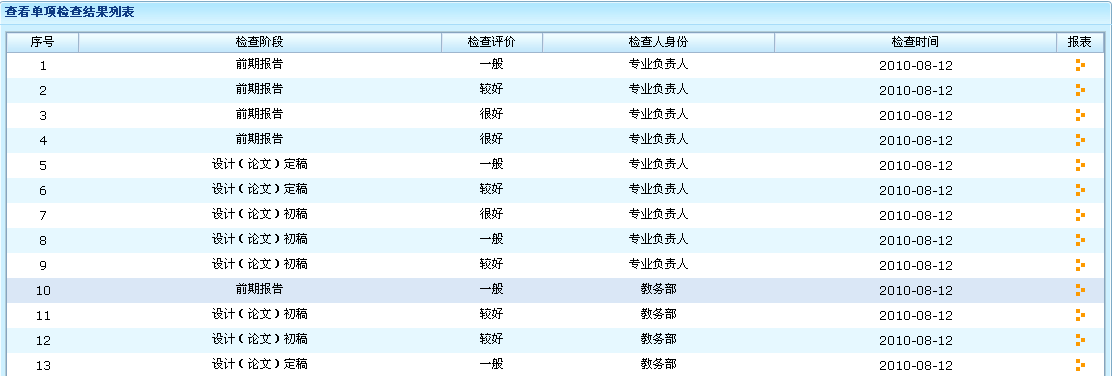 查看单项检查结果列表
序号 检查阶段 检查评价 检查人身份 检查时间 报表
1 前期报告 一般 专业负责人 2010-08-12
2 前期报告 较好 专业负责人 2010-08-12
3 前期报告 很好 专业负责人 2010-08-12
4 前期报告 很好 专业负责人 2010-08-12
5 设计(论文)定稿 一般 专业负责人 2010-08-12
6 设计(论文)定稿 较好 专业负责人 2010-08-12
7 设计(论文)初稿 很好 专业负责人 2010-08-12
8 设计(论文)初稿 一般 专业负责人 2010-08-12
9 设计(论文)初稿 较好 专业负责人 2010-08-12
10 前期报告 一般 教务部 2010-08-12
11 设计(论文)初稿 较好 教务部 2010-08-12
12 设计(论文)初稿 较好 教务部 2010-08-12
13 设计(论文)定稿 一般 教务部 2010-08-12